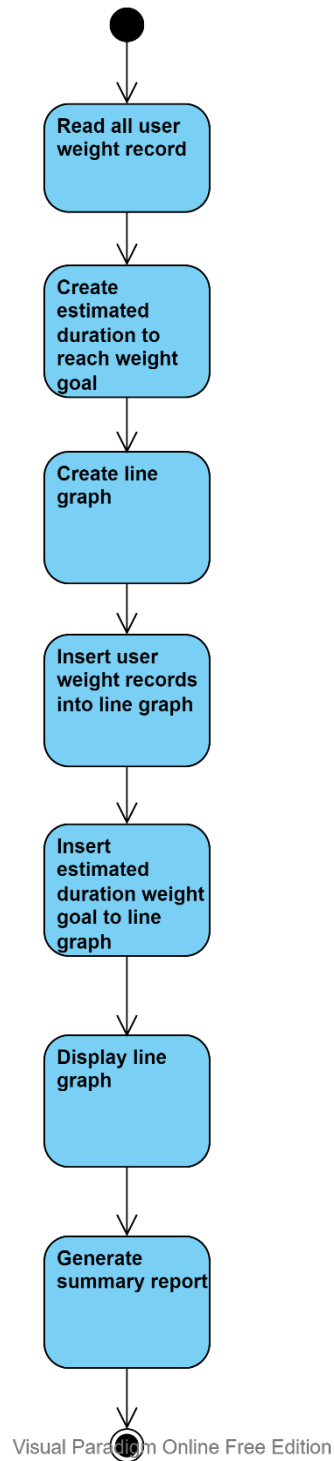 Read all user
weight record
Create
estimated
duration to
reach weight
goal
Create line
graph
Insert user
weight records
into line graph
Insert
estimated
duration weight
goal to line
graph
Display line
graph
Generate
summary report
Visual Paradigm Online Free Edition